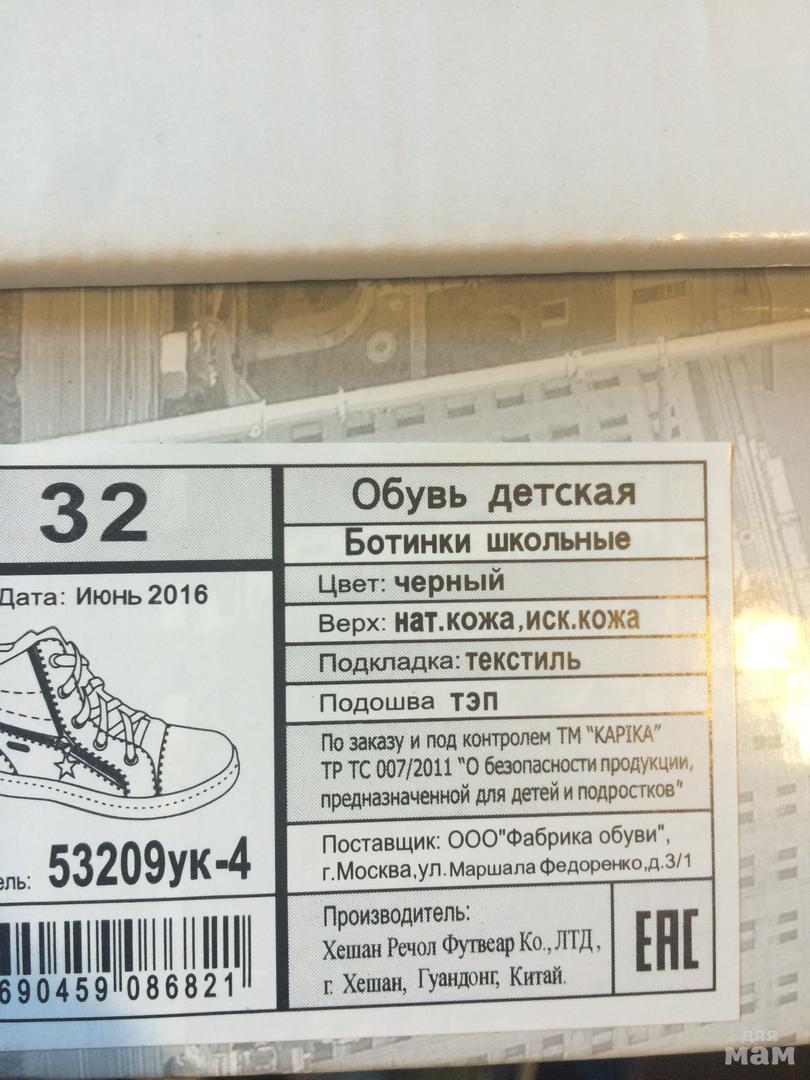 32
Дата: Июнь 2016
ель: 53209ук-4
690459 086821
Обувь детская
Ботинки школьные
Цвет: черный
Верх: нат.кожа,иск.кожа
Подкладка: текстиль
Подошва тэп
По заказу и под контролем ТМ "KAPIKA"
ТР ТС 007/2011 "О безопасности продукции,
предназначенной для детей и подростков"
Поставщик: ООО"Фабрика обуви",
г.Москва,ул.Маршала Федоренко,д.3/1
Производитель:
Хешан Речол Футвеар Ко.,ЛТД,
г. Хешан, Гуандонг, Китай.
EAC
для
мам